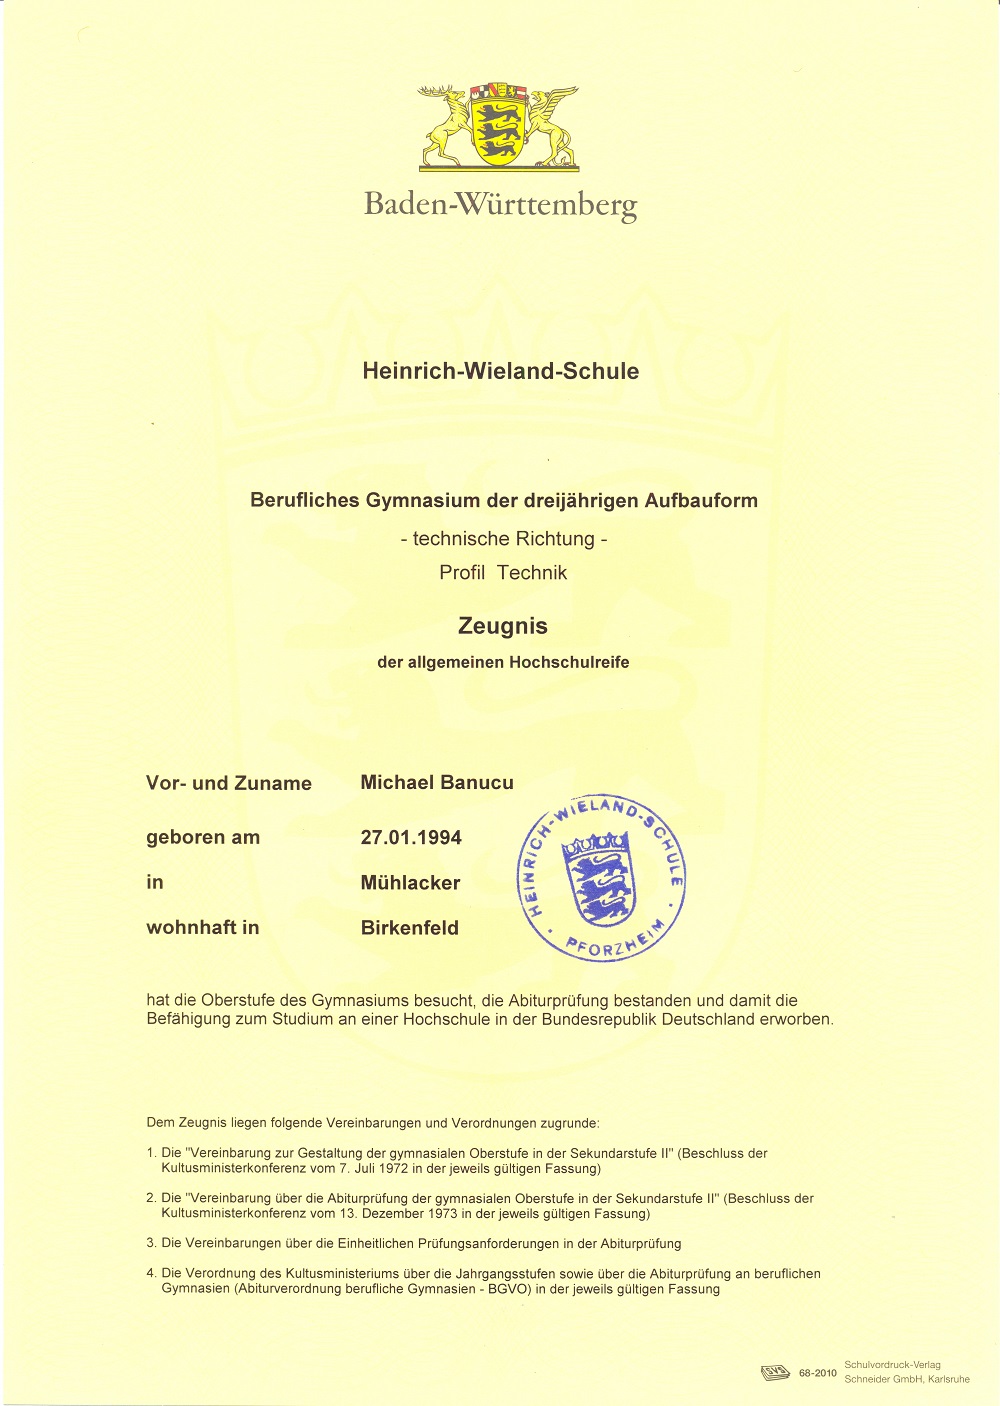 Baden-Württemberg
Heinrich-Wieland-Schule
Berufliches Gymnasium der dreijährigen Aufbauform
- technische Richtung -
Profil Technik
Zeugnis
der allgemeinen Hochschulreife
Vor- und Zuname Michael Banucu
geboren am 27.01.1994
in Mühlacker
wohnhaft in Birkenfeld
HEINRICH-WIELAND-SCHULE
· PFORZHEIM ·
hat die Oberstufe des Gymnasiums besucht, die Abiturprüfung bestanden und damit die
Befähigung zum Studium an einer Hochschule in der Bundesrepublik Deutschland erworben.
Dem Zeugnis liegen folgende Vereinbarungen und Verordnungen zugrunde:
1. Die "Vereinbarung zur Gestaltung der gymnasialen Oberstufe in der Sekundarstufe II" (Beschluss der
Kultusministerkonferenz vom 7. Juli 1972 in der jeweils gültigen Fassung)
2. Die "Vereinbarung über die Abiturprüfung der gymnasialen Oberstufe in der Sekundarstufe II" (Beschluss der
Kultusministerkonferenz vom 13. Dezember 1973 in der jeweils gültigen Fassung)
3. Die Vereinbarungen über die Einheitlichen Prüfungsanforderungen in der Abiturprüfung
4. Die Verordnung des Kultusministeriums über die Jahrgangsstufen sowie über die Abiturprüfung an beruflichen
Gymnasien (Abiturverordnung berufliche Gymnasien - BGVO) in der jeweils gültigen Fassung
SVS 68-2010 Schulvordruck-Verlag
Schneider GmbH, Karlsruhe